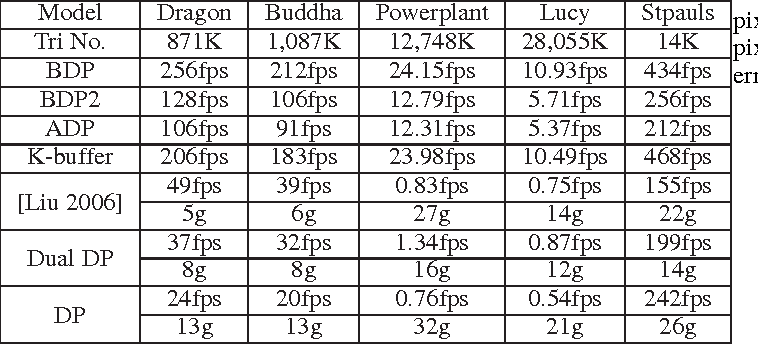 Model Dragon Buddha Powerplant Lucy Stpauls
Tri No. 871K 1,087K 12,748K 28,055K 14K
BDP 256fps 212fps 24.15fps 10.93fps 434fps
BDP2 128fps 106fps 12.79fps 5.71fps 256fps
ADP 106fps 91fps 12.31fps 5.37fps 212fps
K-buffer 206fps 183fps 23.98fps 10.49fps 468fps
[Liu 2006] 49fps 39fps 0.83fps 0.75fps 155fps
5g 6g 27g 14g 22g
Dual DP 37fps 32fps 1.34fps 0.87fps 199fps
8g 8g 16g 12g 14g
DP 24fps 20fps 0.76fps 0.54fps 242fps
13g 13g 32g 21g 26g